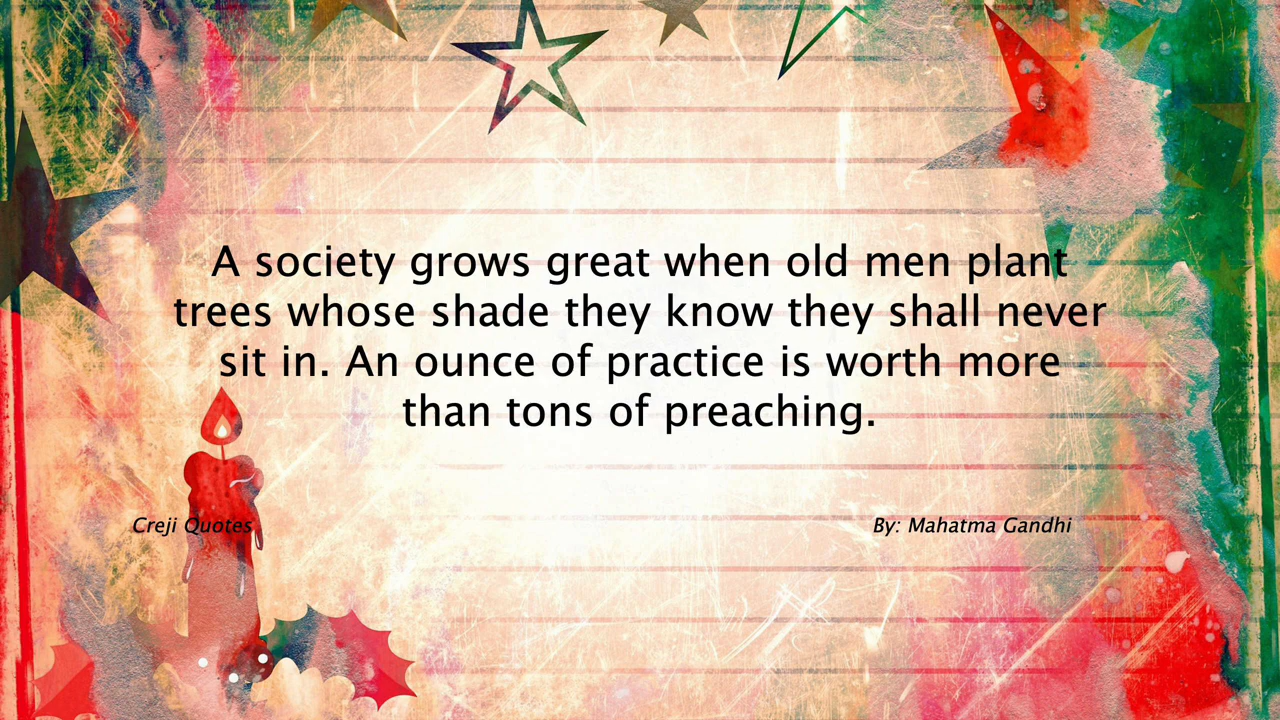 A society grows great when old men plant
trees whose shade they know they shall never
sit in. An ounce of practice is worth more
than tons of preaching.
Creji Quotes
By: Mahatma Gandhi